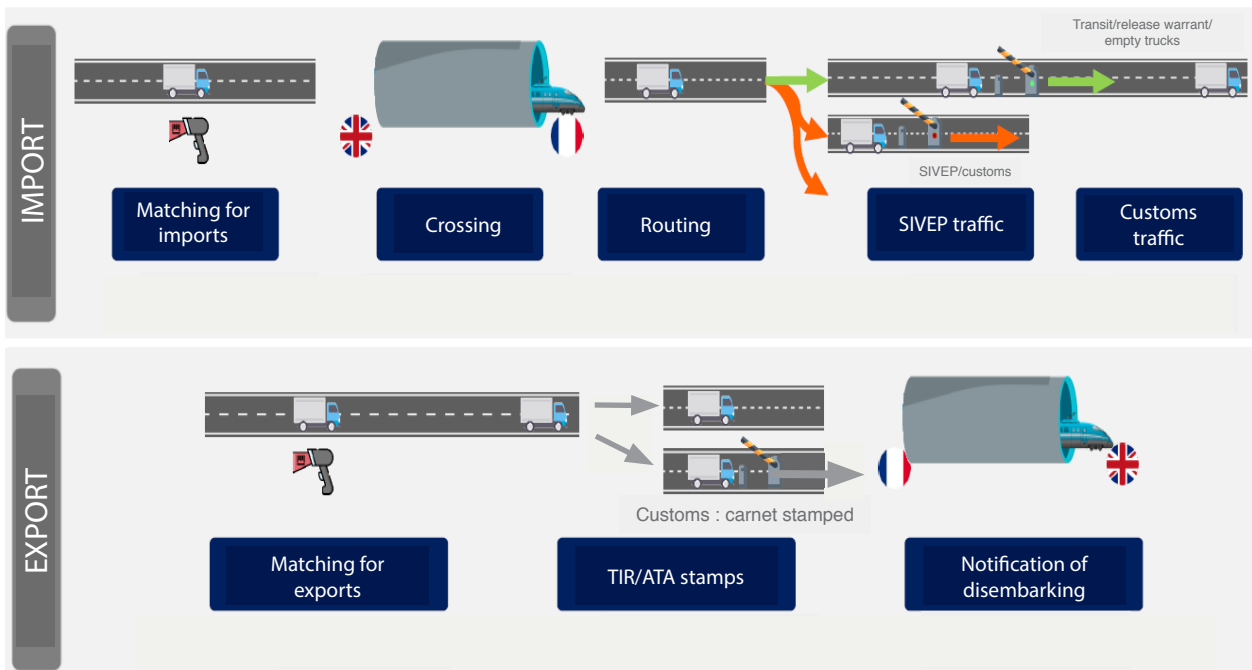 IMPORT
Transit/release warrant/
empty trucks
SIVEP/customs
Matching for
imports
Crossing
Routing
SIVEP traffic
Customs
traffic
EXPORT
Customs : carnet stamped
Matching for
exports
TIR/ATA stamps
Notification of
disembarking